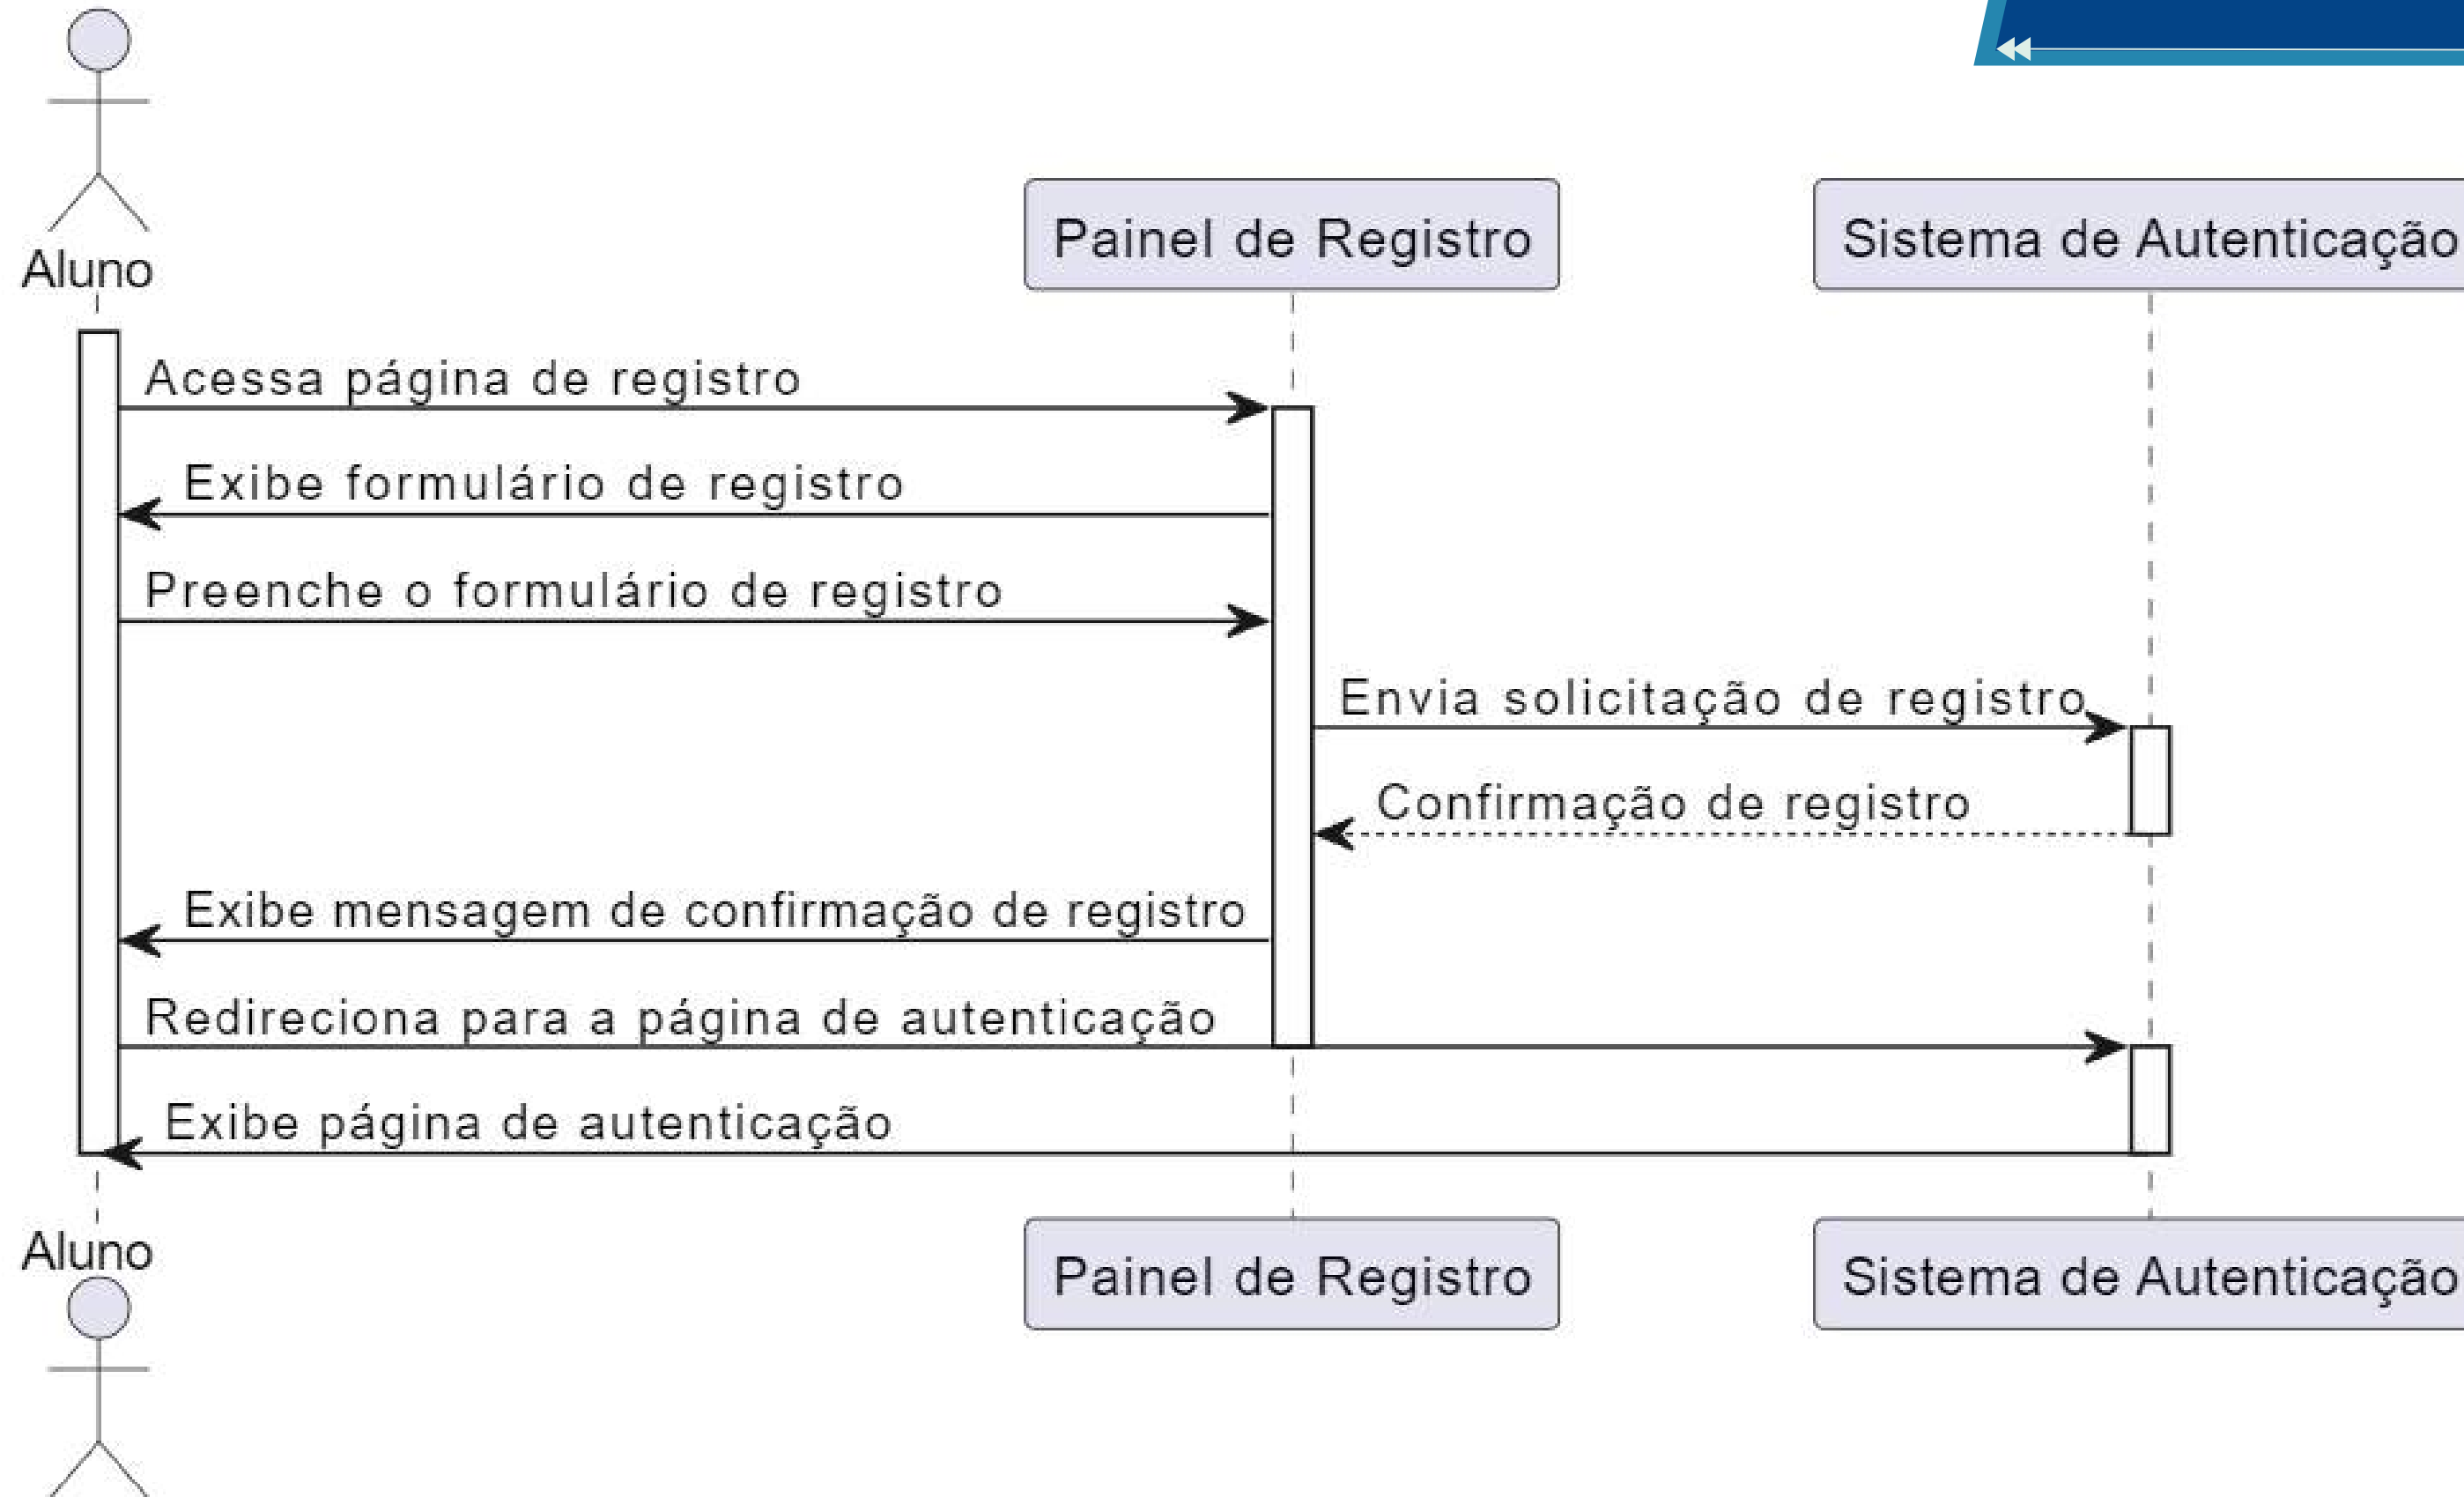 Aluno
Painel de Registro
Sistema de Autenticação
Acessa página de registro
Exibe formulário de registro
Preenche o formulário de registro
Envia solicitação de registro
Confirmação de registro
Exibe mensagem de confirmação de registro
Redireciona para a página de autenticação
Exibe página de autenticação
Aluno
Painel de Registro
Sistema de Autenticação